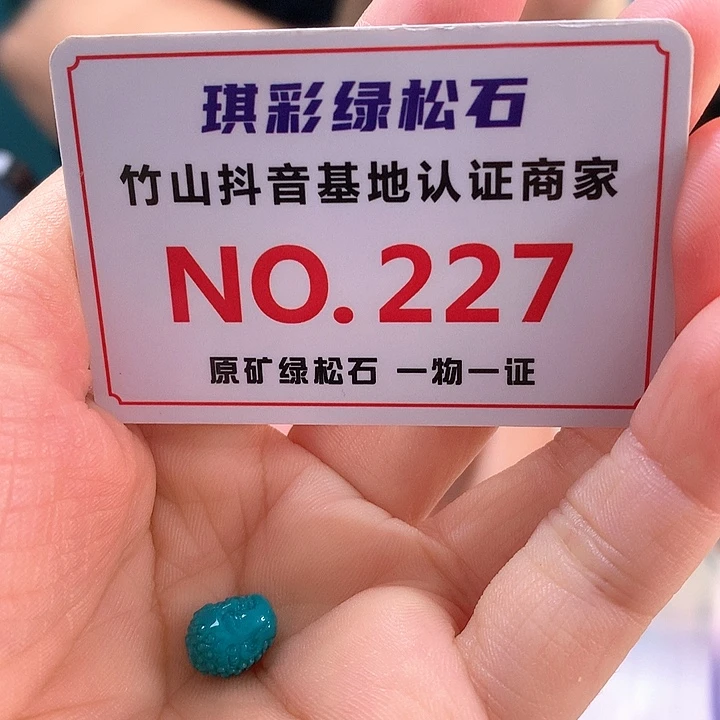 琪彩绿松石
竹山抖音基地认证商家
NO.227
原矿绿松石 一物一证